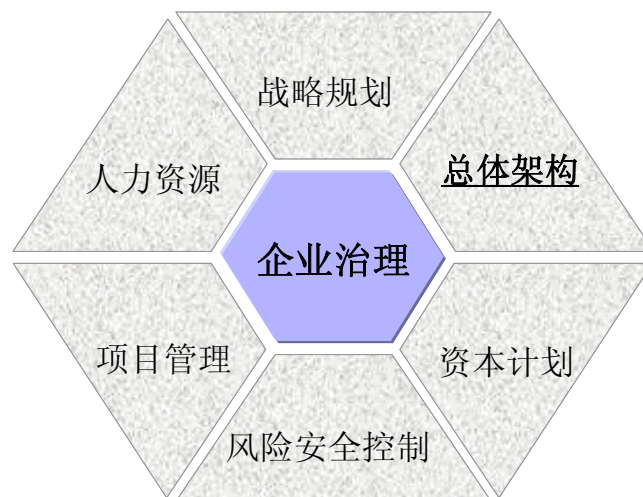 战略规划
人力资源
总体架构
企业治理
项目管理
资本计划
风险安全控制